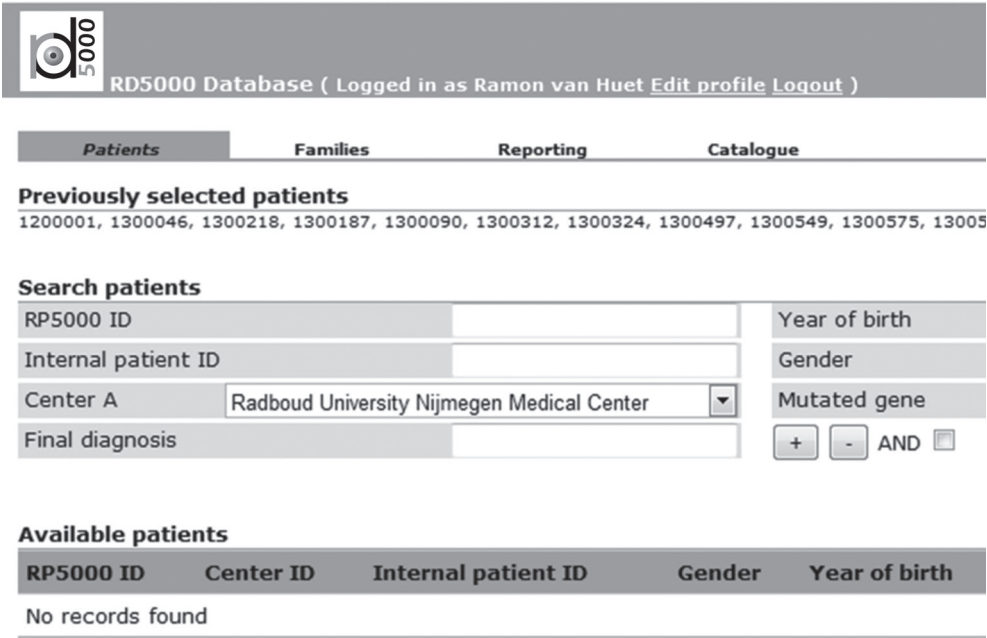 rd 5000
RD5000 Database ( Logged in as Ramon van Huet Edit profile Logout )
Patients Families Reporting Catalogue
Previously selected patients
1200001, 1300046, 1300218, 1300187, 1300090, 1300312, 1300324, 1300497, 1300549, 1300575, 13005
Search patients
RP5000 ID Year of birth
Internal patient ID Gender
Center A Radboud University Nijmegen Medical Center Mutated gene
Final diagnosis + - AND
Available patients
RP5000 ID Center ID Internal patient ID Gender Year of birth
No records found